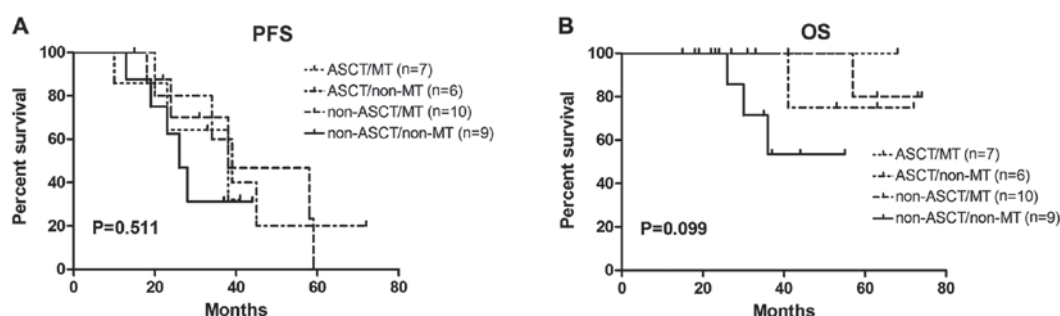 A
PFS
Percent survival
100
80
60
40
20
0
ASCT/MT (n=7)
ASCT/non-MT (n=6)
non-ASCT/MT (n=10)
non-ASCT/non-MT (n=9)
P=0.511
0 20 40 60 80
Months
B
OS
Percent survival
100
80
60
40
20
0
ASCT/MT (n=7)
ASCT/non-MT (n=6)
non-ASCT/MT (n=10)
non-ASCT/non-MT (n=9)
P=0.099
0 20 40 60 80
Months